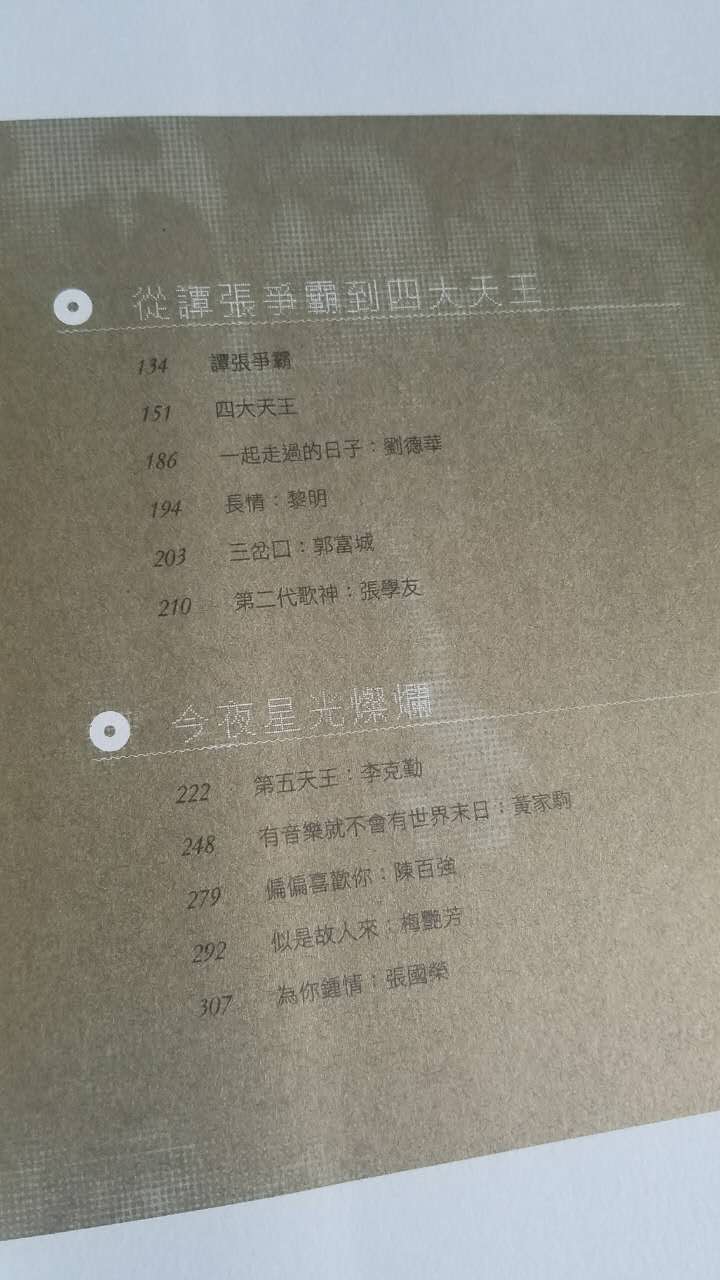 從譚張爭霸到四大天王
134 譚張爭霸
151 四大天王
186 一起走過的日子：劉德華
194 長情：黎明
203 三岔口：郭富城
210 第二代歌神：張學友
今夜星光燦爛
222 第五天王：李克勤
248 有音樂就不會有世界末日：黃家駒
279 偏偏喜歡你：陳百強
292 似是故人來：梅艷芳
307 為你鍾情：張國榮